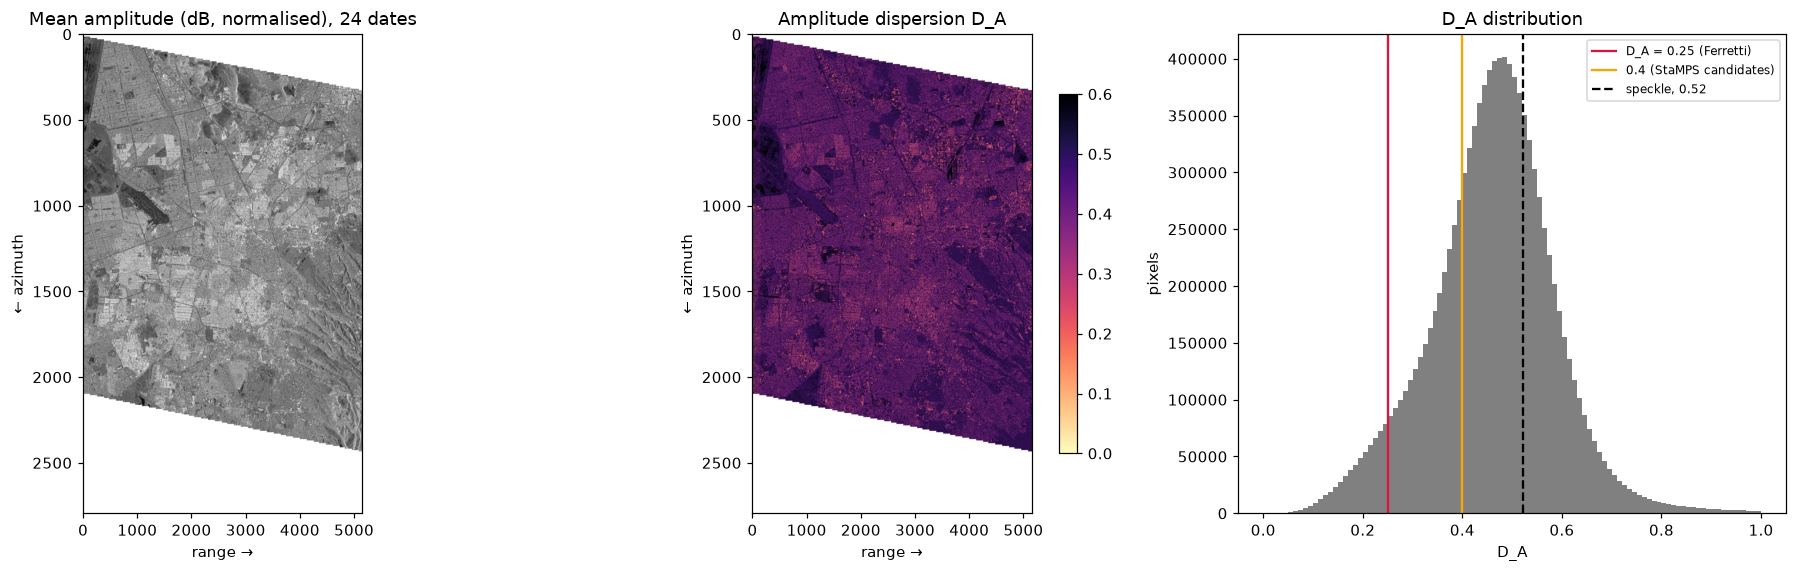 Mean amplitude (dB, normalised), 24 dates
0
500
1000
1500
2000
2500
← azimuth
0 1000 2000 3000 4000 5000
range →
Amplitude dispersion D_A
0
500
1000
1500
2000
2500
← azimuth
0 1000 2000 3000 4000 5000
range →
0.6
0.5
0.4
0.3
0.2
0.1
0.0
D_A distribution
D_A = 0.25 (Ferretti)
0.4 (StaMPS candidates)
speckle, 0.52
400000
350000
300000
250000
200000
150000
100000
50000
0
pixels
0.0 0.2 0.4 0.6 0.8 1.0
D_A